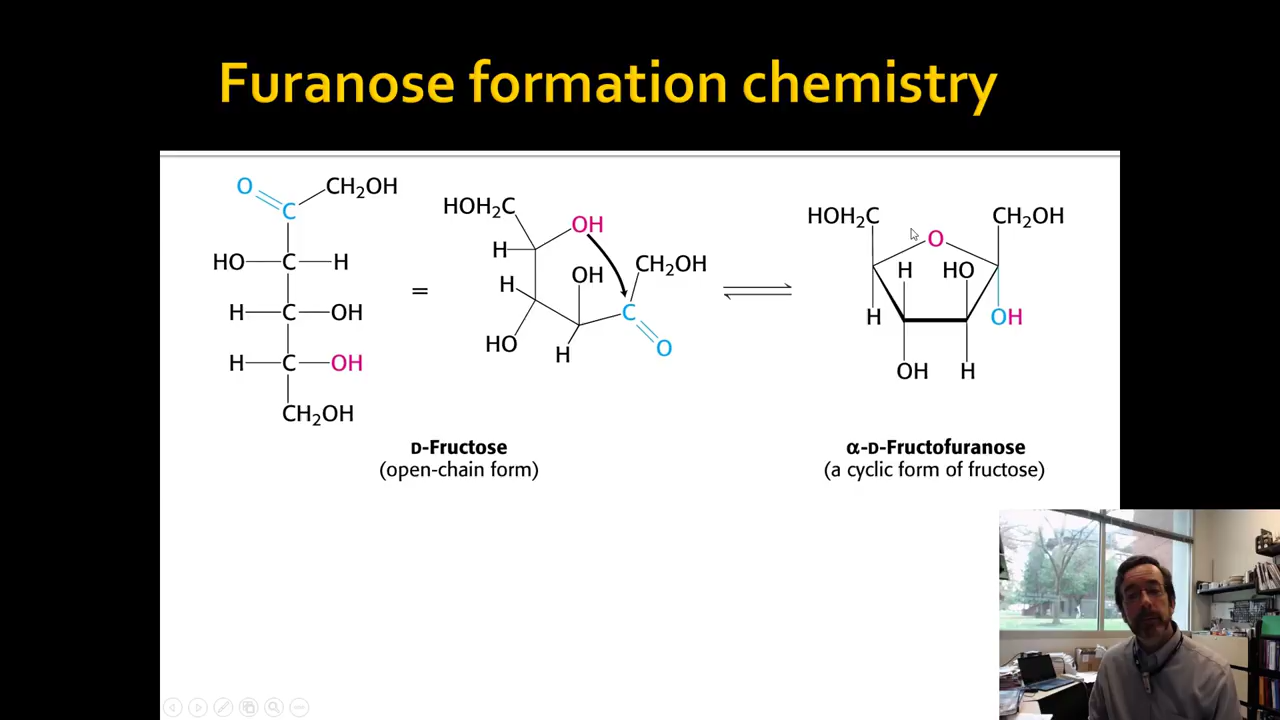 Furanose formation chemistry
O
CH₂OH
C
HO
C
H
H
C
OH
H
C
OH
CH₂OH
=
HOH₂C
OH
H
H
OH
CH₂OH
C
HO
H
O
HOH₂C
O
CH₂OH
H
HO
H
OH
OH
H
D-Fructose
(open-chain form)
α-D-Fructofuranose
(a cyclic form of fructose)